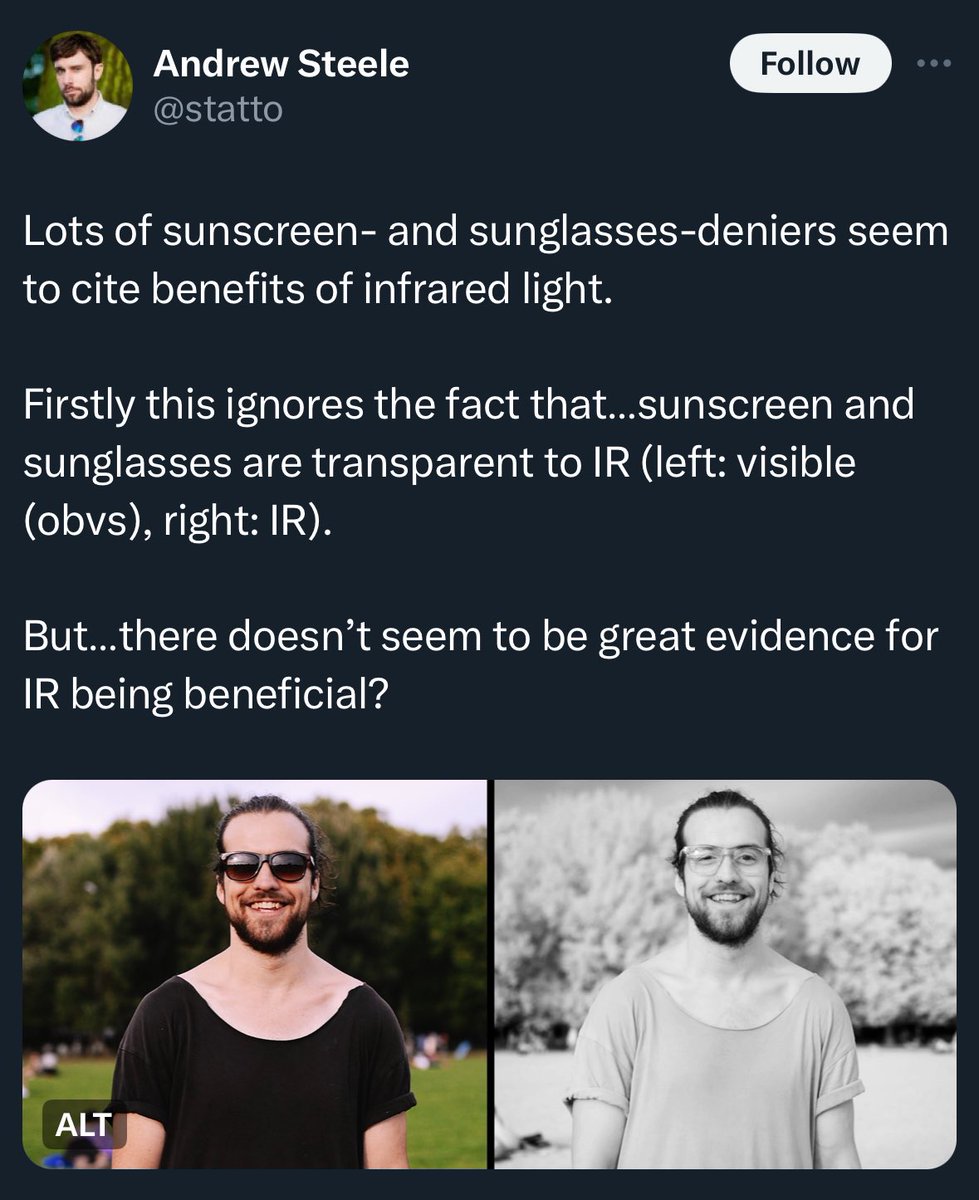 Andrew Steele
@statto
Follow
Lots of sunscreen- and sunglasses-deniers seem
to cite benefits of infrared light.
Firstly this ignores the fact that...sunscreen and
sunglasses are transparent to IR (left: visible
(obvs), right: IR).
But...there doesn’t seem to be great evidence for
IR being beneficial?
ALT